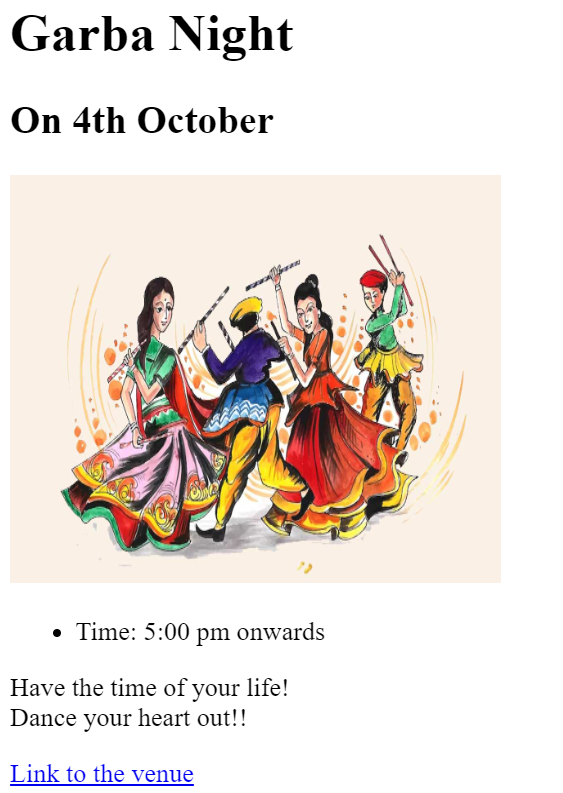 Garba Night
On 4th October
• Time: 5:00 pm onwards
Have the time of your life!
Dance your heart out!!
Link to the venue